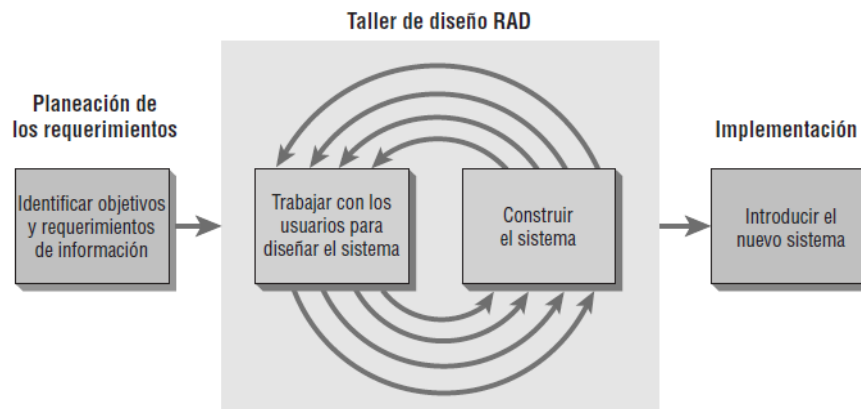 Taller de diseño RAD
Planeación de
los requerimientos
Identificar objetivos
y requerimientos
de información
Trabajar con los
usuarios para
diseñar el sistema
Construir
el sistema
Implementación
Introducir el
nuevo sistema